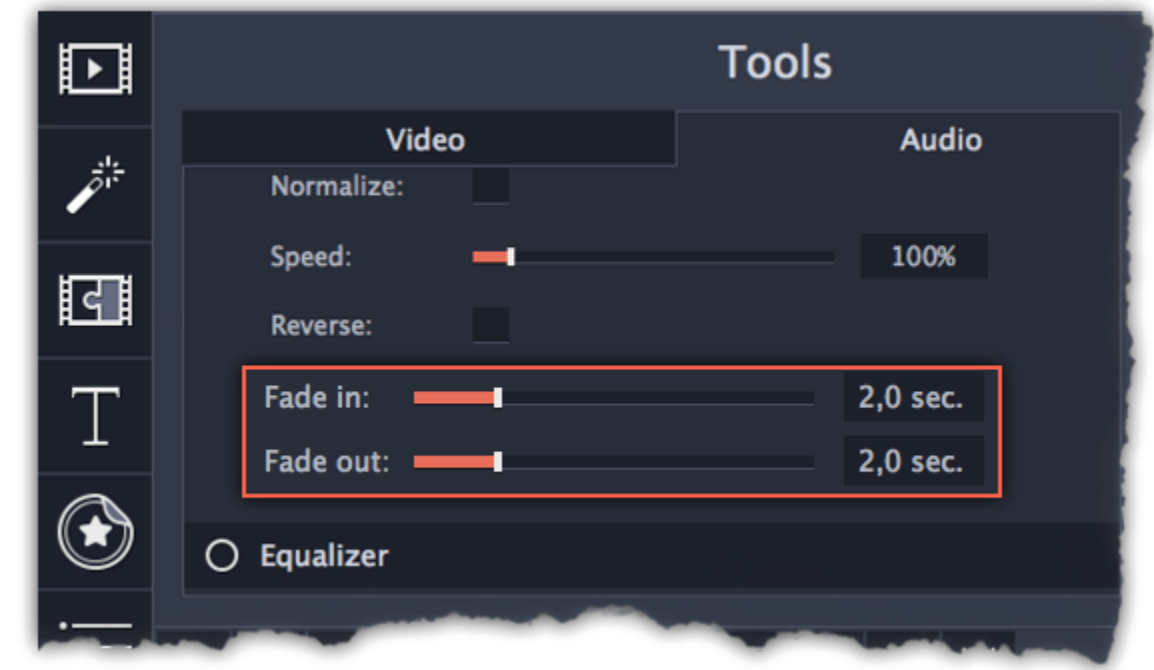 Tools
Video Audio
Normalize:
Speed: 100%
Reverse:
Fade in: 2,0 sec.
Fade out: 2,0 sec.
Equalizer